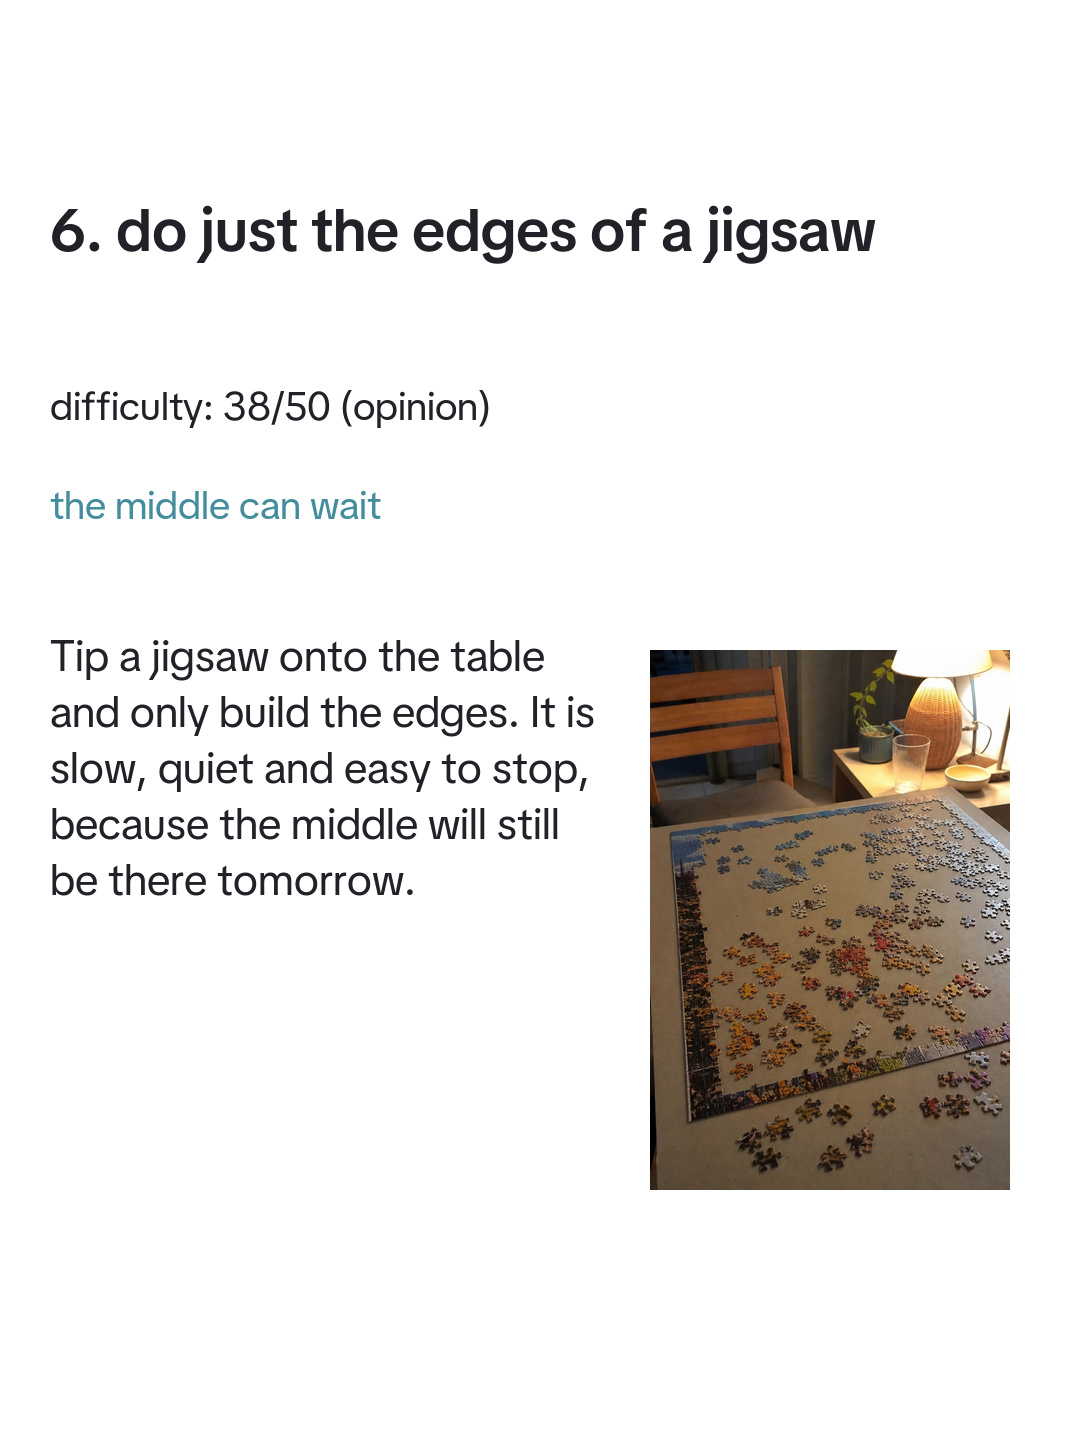 6. do just the edges of a jigsaw
difficulty: 38/50 (opinion)
the middle can wait
Tip a jigsaw onto the table
and only build the edges. It is
slow, quiet and easy to stop,
because the middle will still
be there tomorrow.